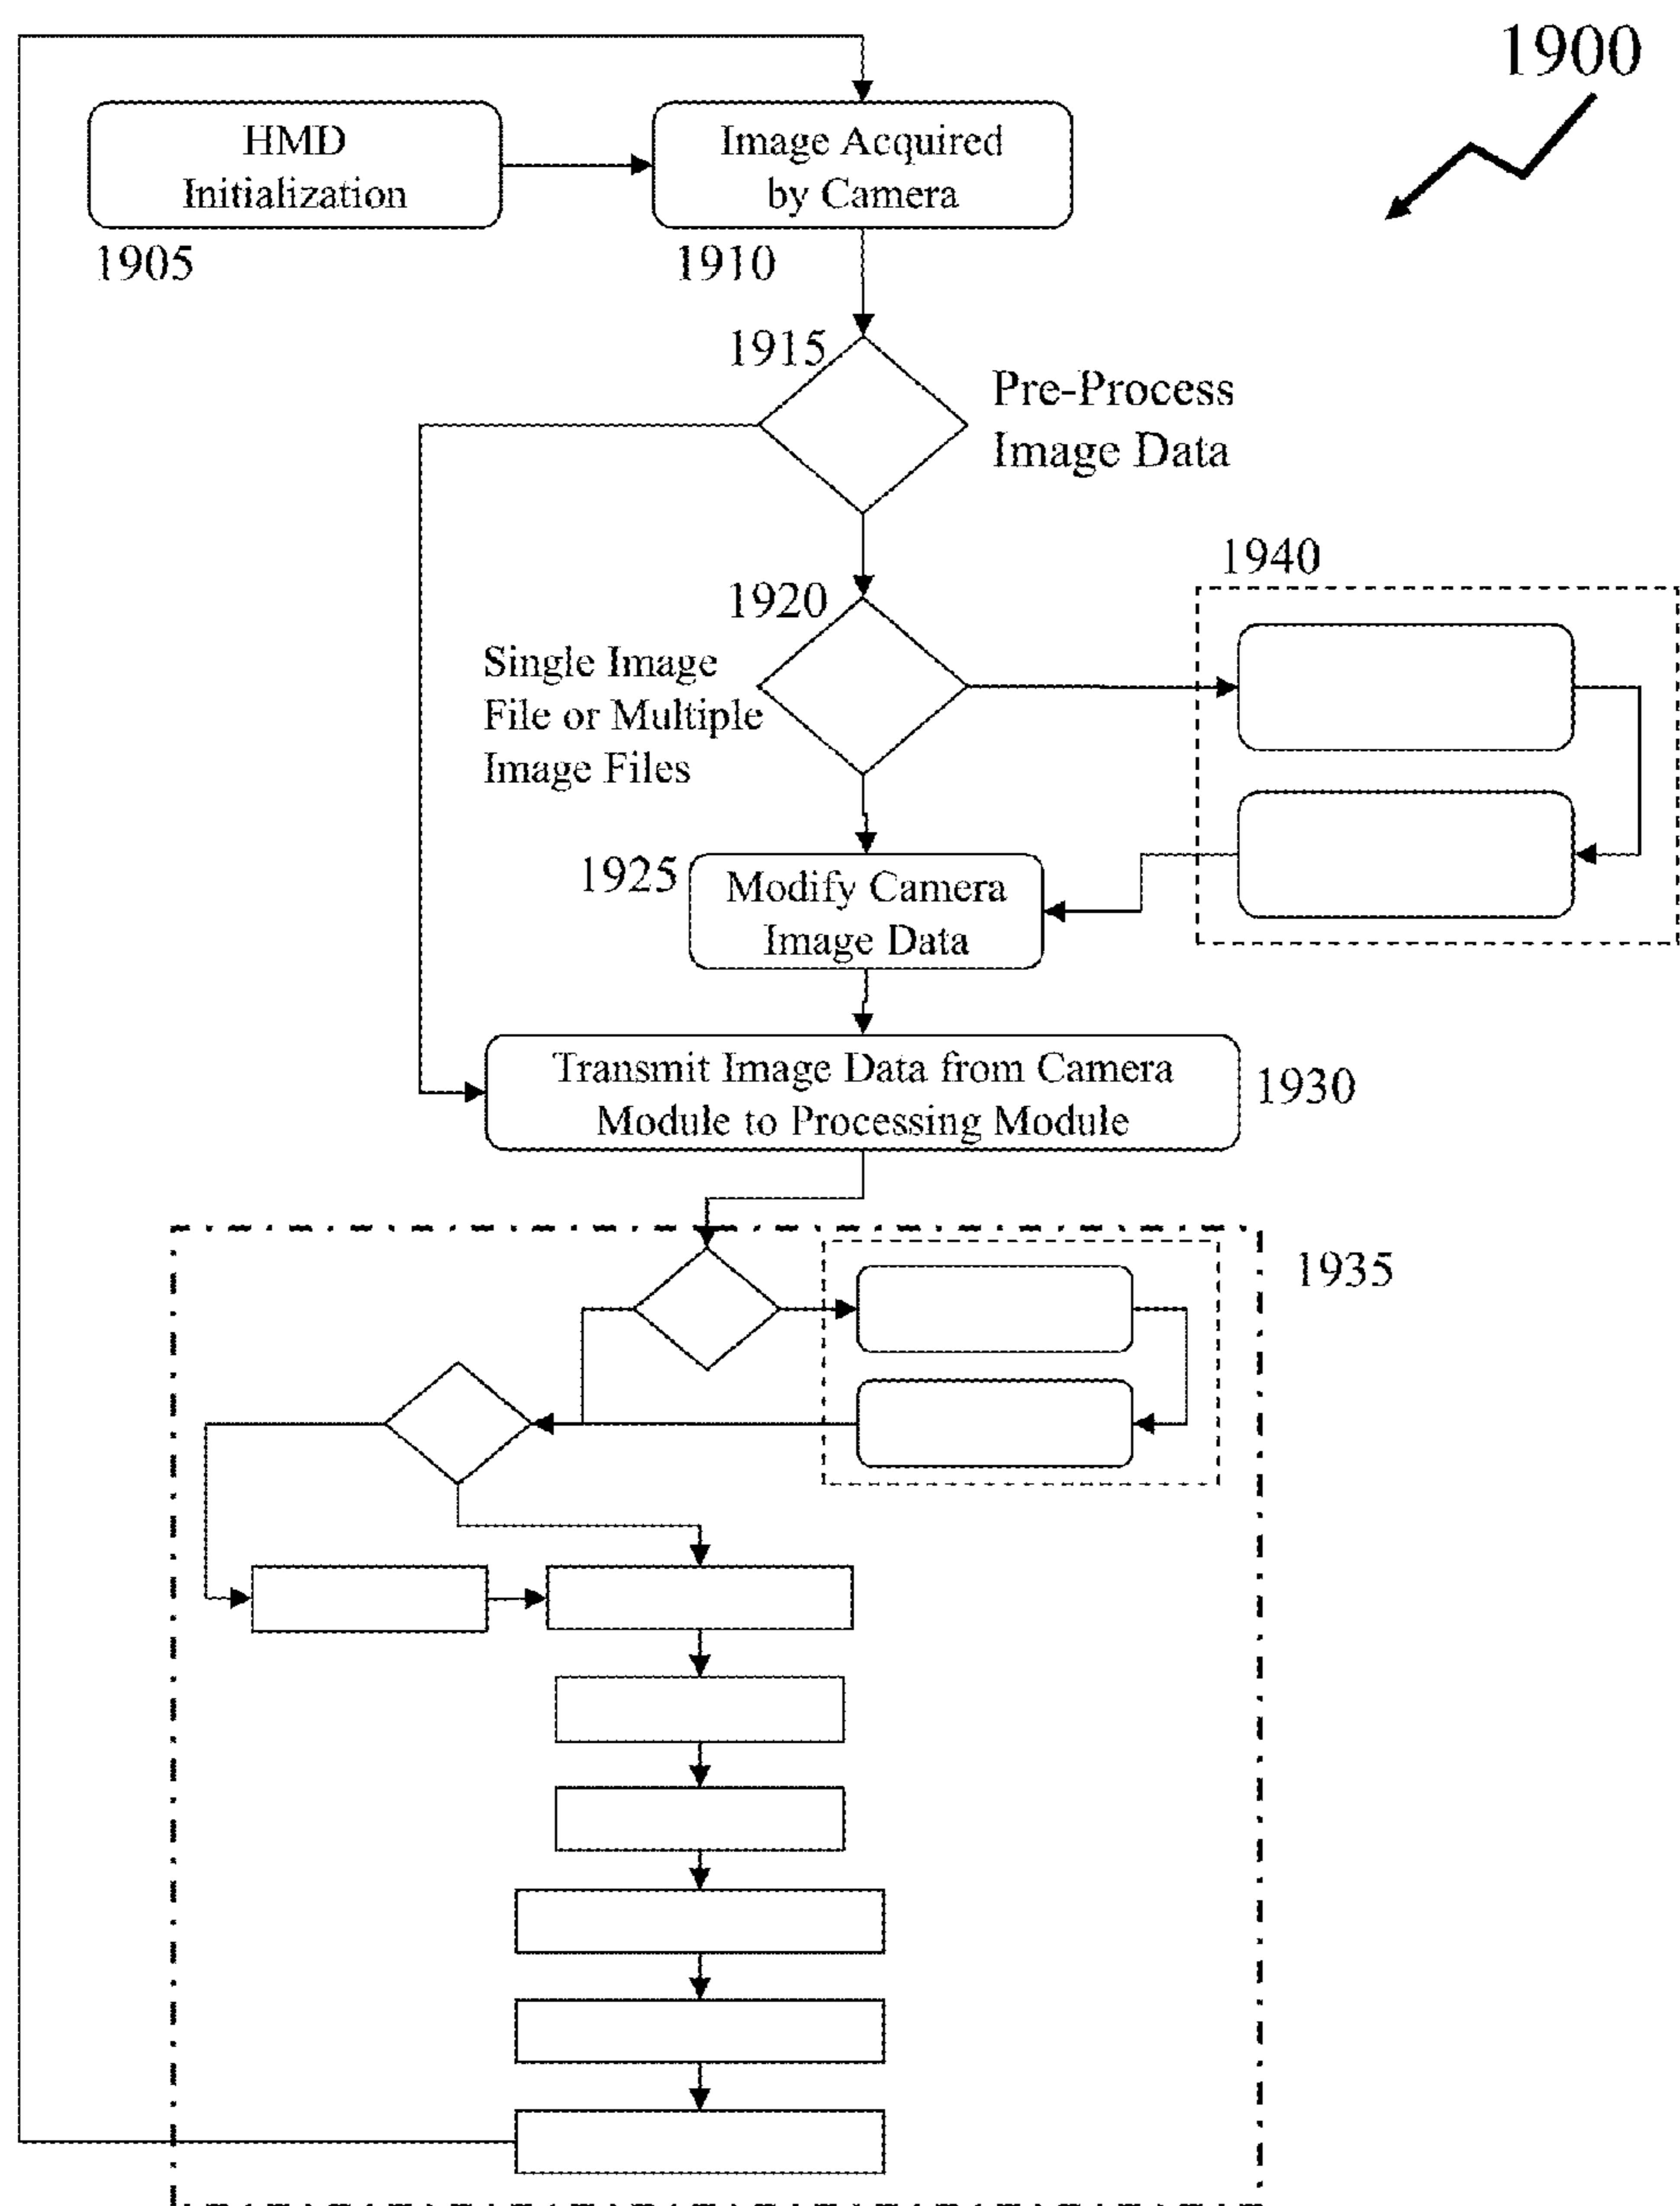 1900
HMD
Initialization
1905
Image Acquired
by Camera
1910
1915
Pre-Process
Image Data
1920
Single Image
File or Multiple
Image Files
1940
1925
Modify Camera
Image Data
Transmit Image Data from Camera
Module to Processing Module
1930
1935